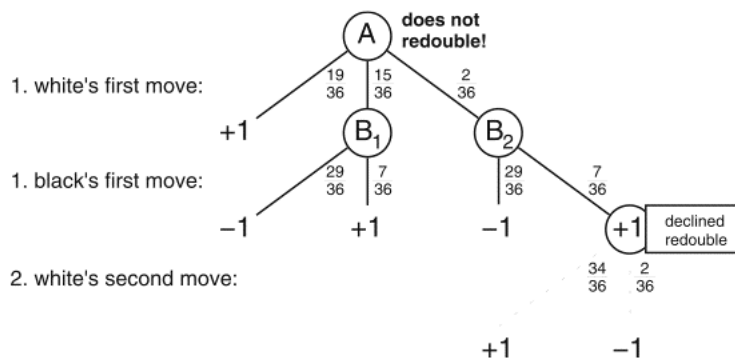 does not
redouble!
A
1. white's first move:
19
36
15
36
2
36
+1
B1
B2
1. black's first move:
29
36
7
36
29
36
7
36
−1
+1
−1
+1
declined
redouble
2. white's second move:
34
36
2
36
+1
−1